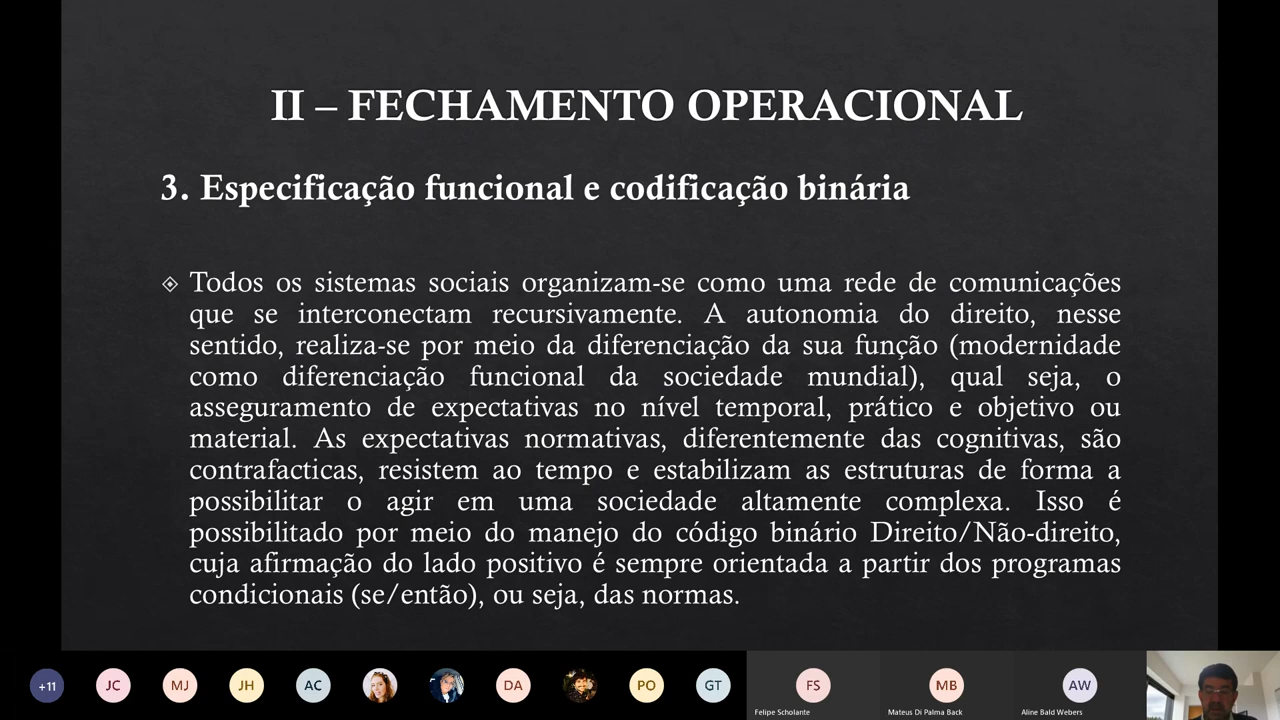 II – FECHAMENTO OPERACIONAL
3. Especificação funcional e codificação binária
Todos os sistemas sociais organizam-se como uma rede de comunicações
que se interconectam recursivamente. A autonomia do direito, nesse
sentido, realiza-se por meio da diferenciação da sua função (modernidade
como diferenciação funcional da sociedade mundial), qual seja, o
asseguramento de expectativas no nível temporal, prático e objetivo ou
material. As expectativas normativas, diferentemente das cognitivas, são
contrafacticas, resistem ao tempo e estabilizam as estruturas de forma a
possibilitar o agir em uma sociedade altamente complexa. Isso é
possibilitado por meio do manejo do código binário Direito/Não-direito,
cuja afirmação do lado positivo é sempre orientada a partir dos programas
condicionais (se/então), ou seja, das normas.
+11 JC MJ JH AC DA PO GT FS MB AW
Felipe Scholante Mateus Di Palma Back Aline Bald Webers